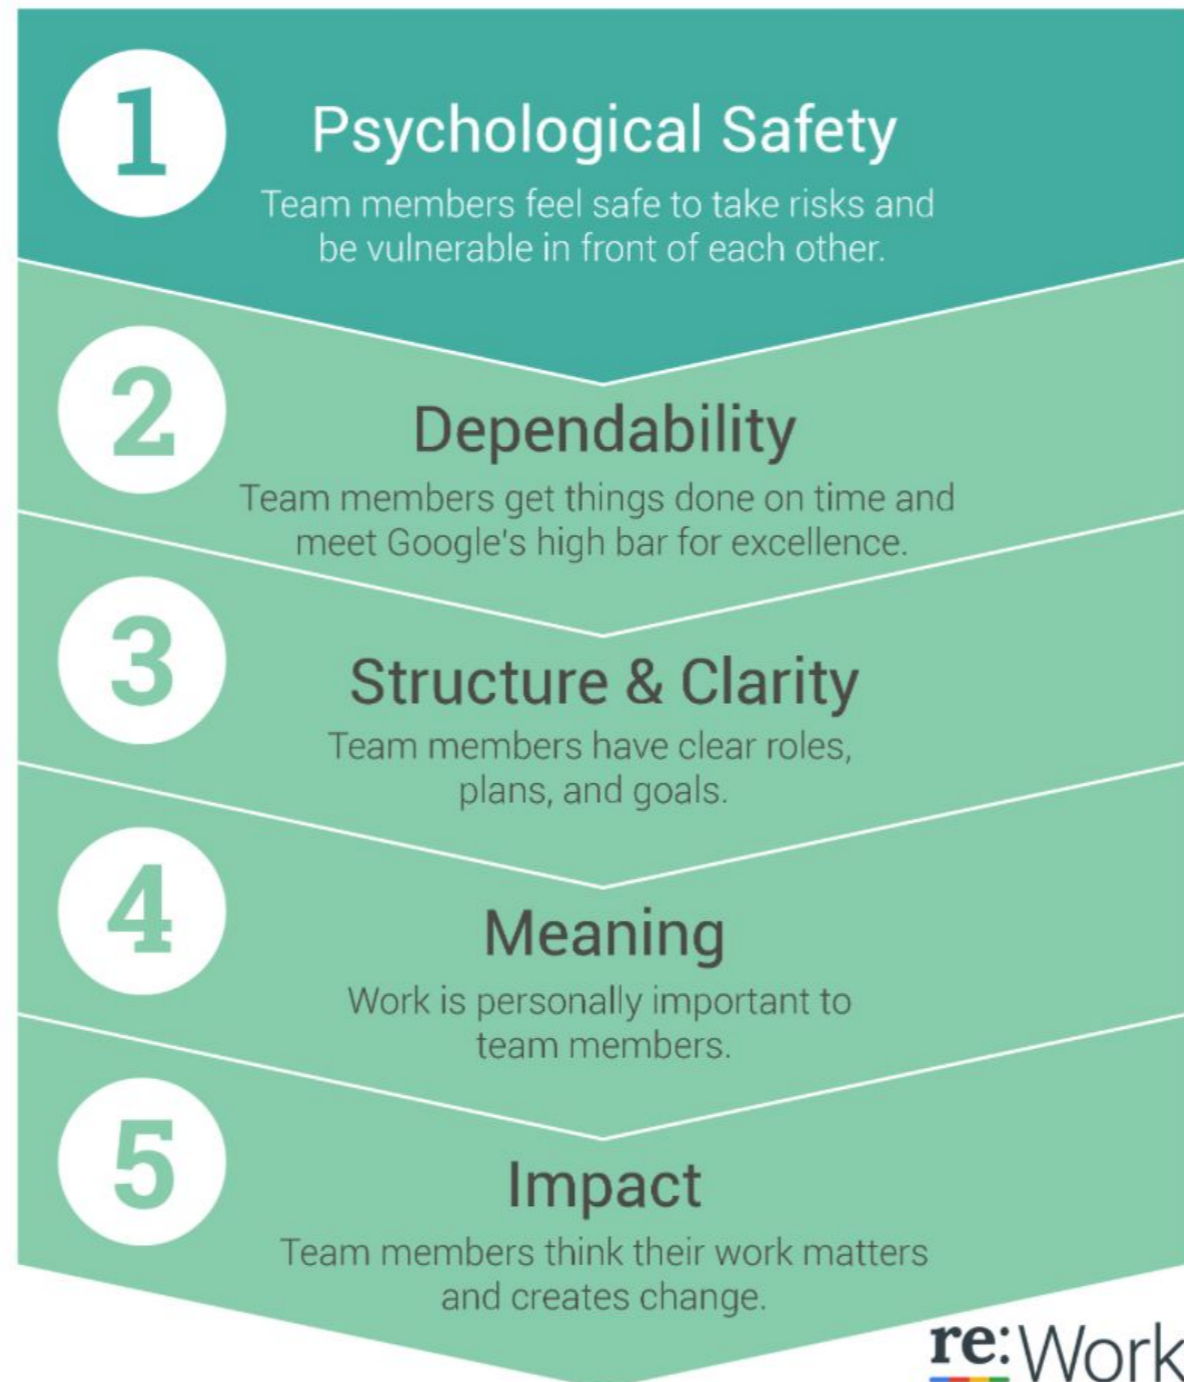 1
Psychological Safety
Team members feel safe to take risks and
be vulnerable in front of each other.
2
Dependability
Team members get things done on time and
meet Google's high bar for excellence.
3
Structure & Clarity
Team members have clear roles,
plans, and goals.
4
Meaning
Work is personally important to
team members.
5
Impact
Team members think their work matters
and creates change.
re:Work